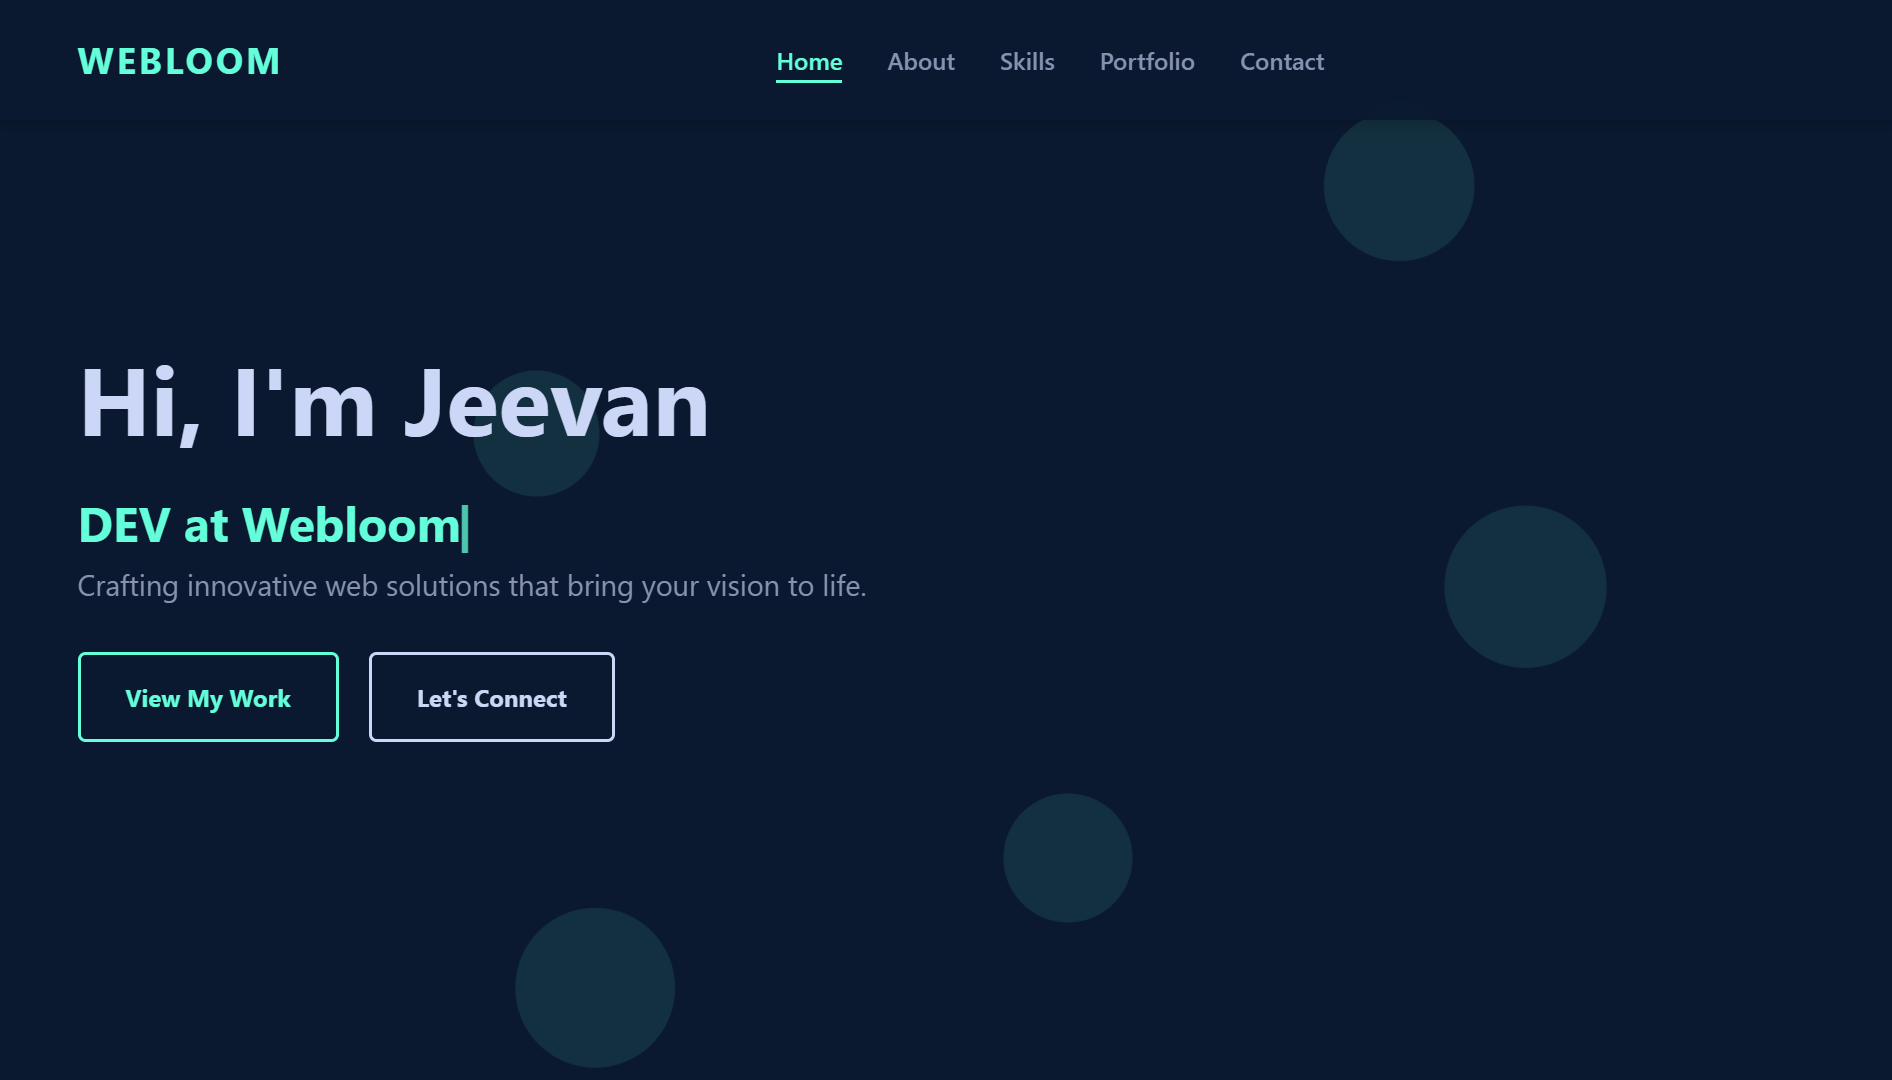 WEBLOOM
Home About Skills Portfolio Contact
Hi, I'm Jeevan
DEV at Webloom
Crafting innovative web solutions that bring your vision to life.
View My Work
Let's Connect